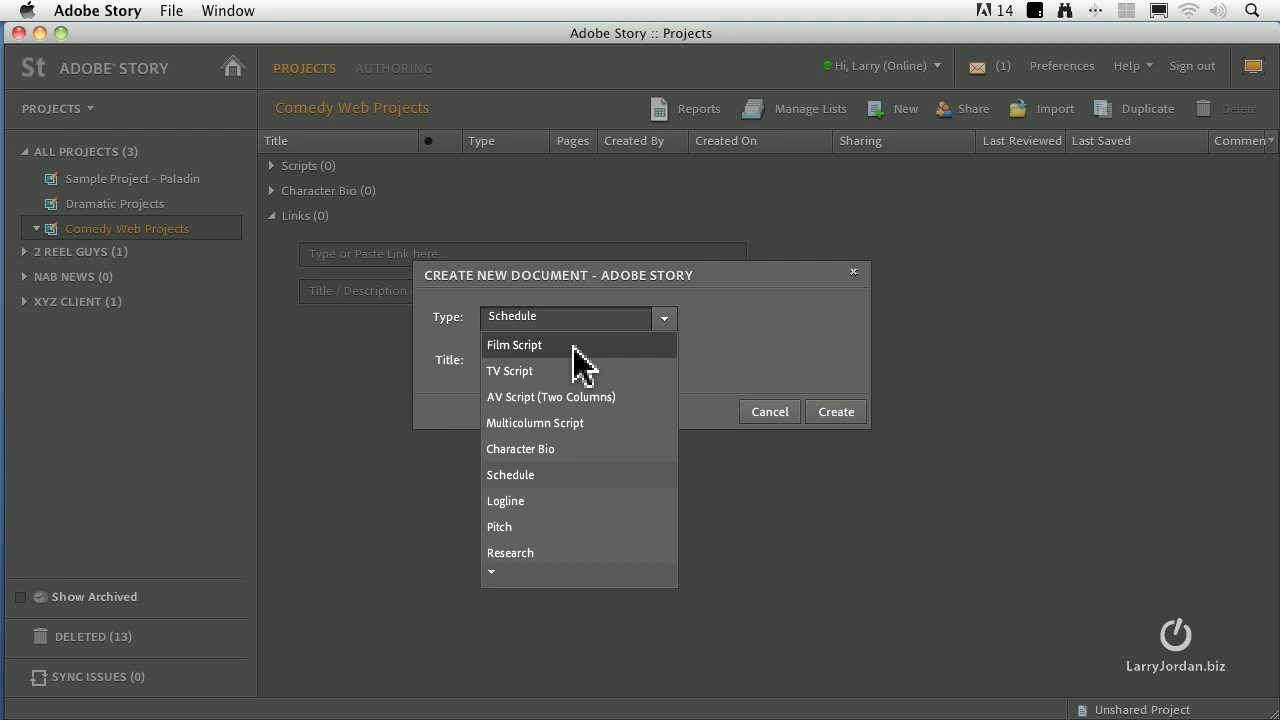 Adobe Story File Window 14
Adobe Story :: Projects
St ADOBE® STORY PROJECTS AUTHORING Hi, Larry (Online) (1) Preferences Help Sign out
PROJECTS Comedy Web Projects Reports Manage Lists New Share Import Duplicate Delete
Title Type Pages Created By Created On Sharing Last Reviewed Last Saved Commen
ALL PROJECTS (3)
Sample Project - Paladin
Dramatic Projects
Comedy Web Projects
2 REEL GUYS (1)
NAB NEWS (0)
XYZ CLIENT (1)
Scripts (0)
Character Bio (0)
Links (0)
Type or Paste Link here...
Title / Description
CREATE NEW DOCUMENT - ADOBE STORY
Type: Schedule
Title:
Film Script
TV Script
AV Script (Two Columns)
Multicolumn Script
Character Bio
Schedule
Logline
Pitch
Research
Cancel Create
Show Archived
DELETED (13)
SYNC ISSUES (0)
LarryJordan.biz
Unshared Project